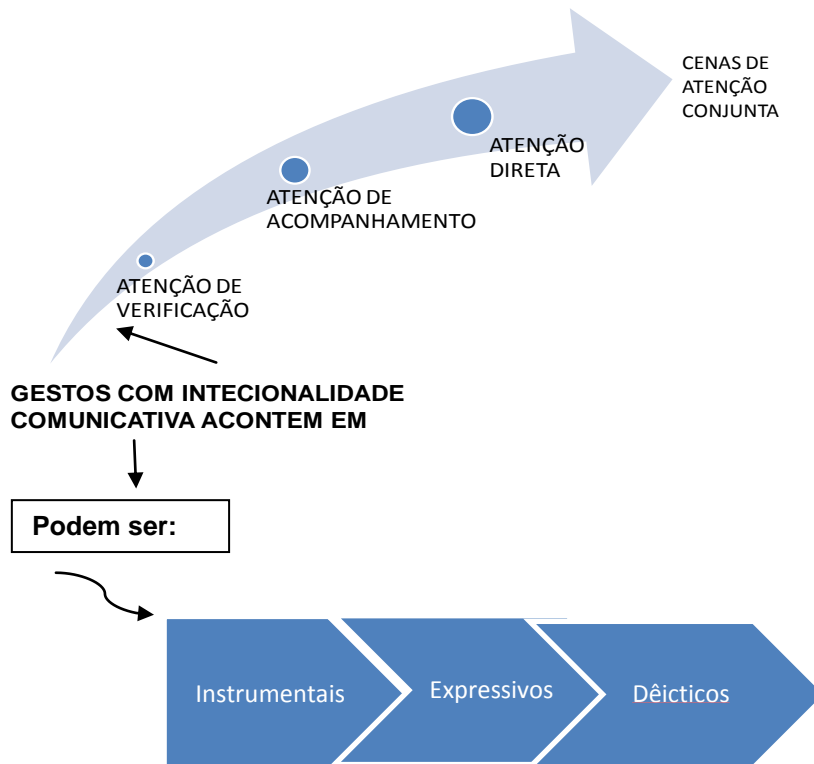 CENAS DE
ATENÇÃO
CONJUNTA
ATENÇÃO
DIRETA
ATENÇÃO DE
ACOMPANHAMENTO
ATENÇÃO DE
VERIFICAÇÃO
GESTOS COM INTECIONALIDADE
COMUNICATIVA ACONTEM EM
Podem ser:
Instrumentais
Expressivos
Dêicticos